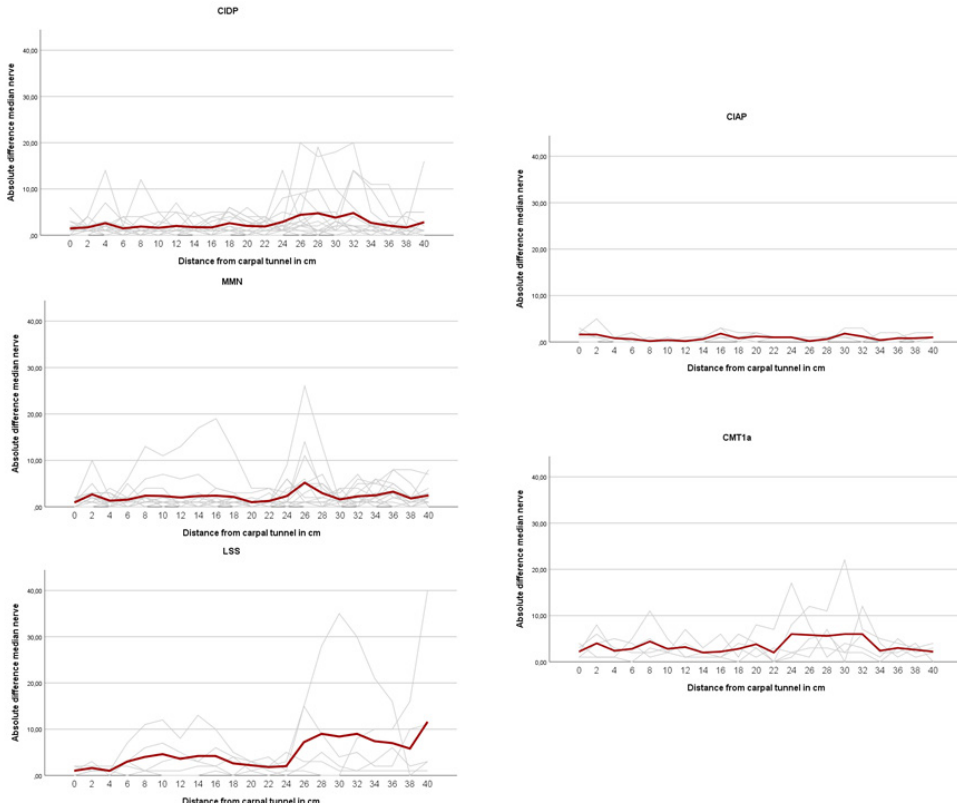 CIDP
Absolute difference median nerve
40,00
30,00
20,00
10,00
,00
0 2 4 6 8 10 12 14 16 18 20 22 24 26 28 30 32 34 36 38 40
Distance from carpal tunnel in cm
MMN
Absolute difference median nerve
40,00
30,00
20,00
10,00
,00
0 2 4 6 8 10 12 14 16 18 20 22 24 26 28 30 32 34 36 38 40
Distance from carpal tunnel in cm
LSS
Absolute difference median nerve
40,00
30,00
20,00
10,00
,00
0 2 4 6 8 10 12 14 16 18 20 22 24 26 28 30 32 34 36 38 40
Distance from carpal tunnel in cm
CIAP
Absolute difference median nerve
40,00
30,00
20,00
10,00
,00
0 2 4 6 8 10 12 14 16 18 20 22 24 26 28 30 32 34 36 38 40
Distance from carpal tunnel in cm
CMT1a
Absolute difference median nerve
40,00
30,00
20,00
10,00
,00
0 2 4 6 8 10 12 14 16 18 20 22 24 26 28 30 32 34 36 38 40
Distance from carpal tunnel in cm